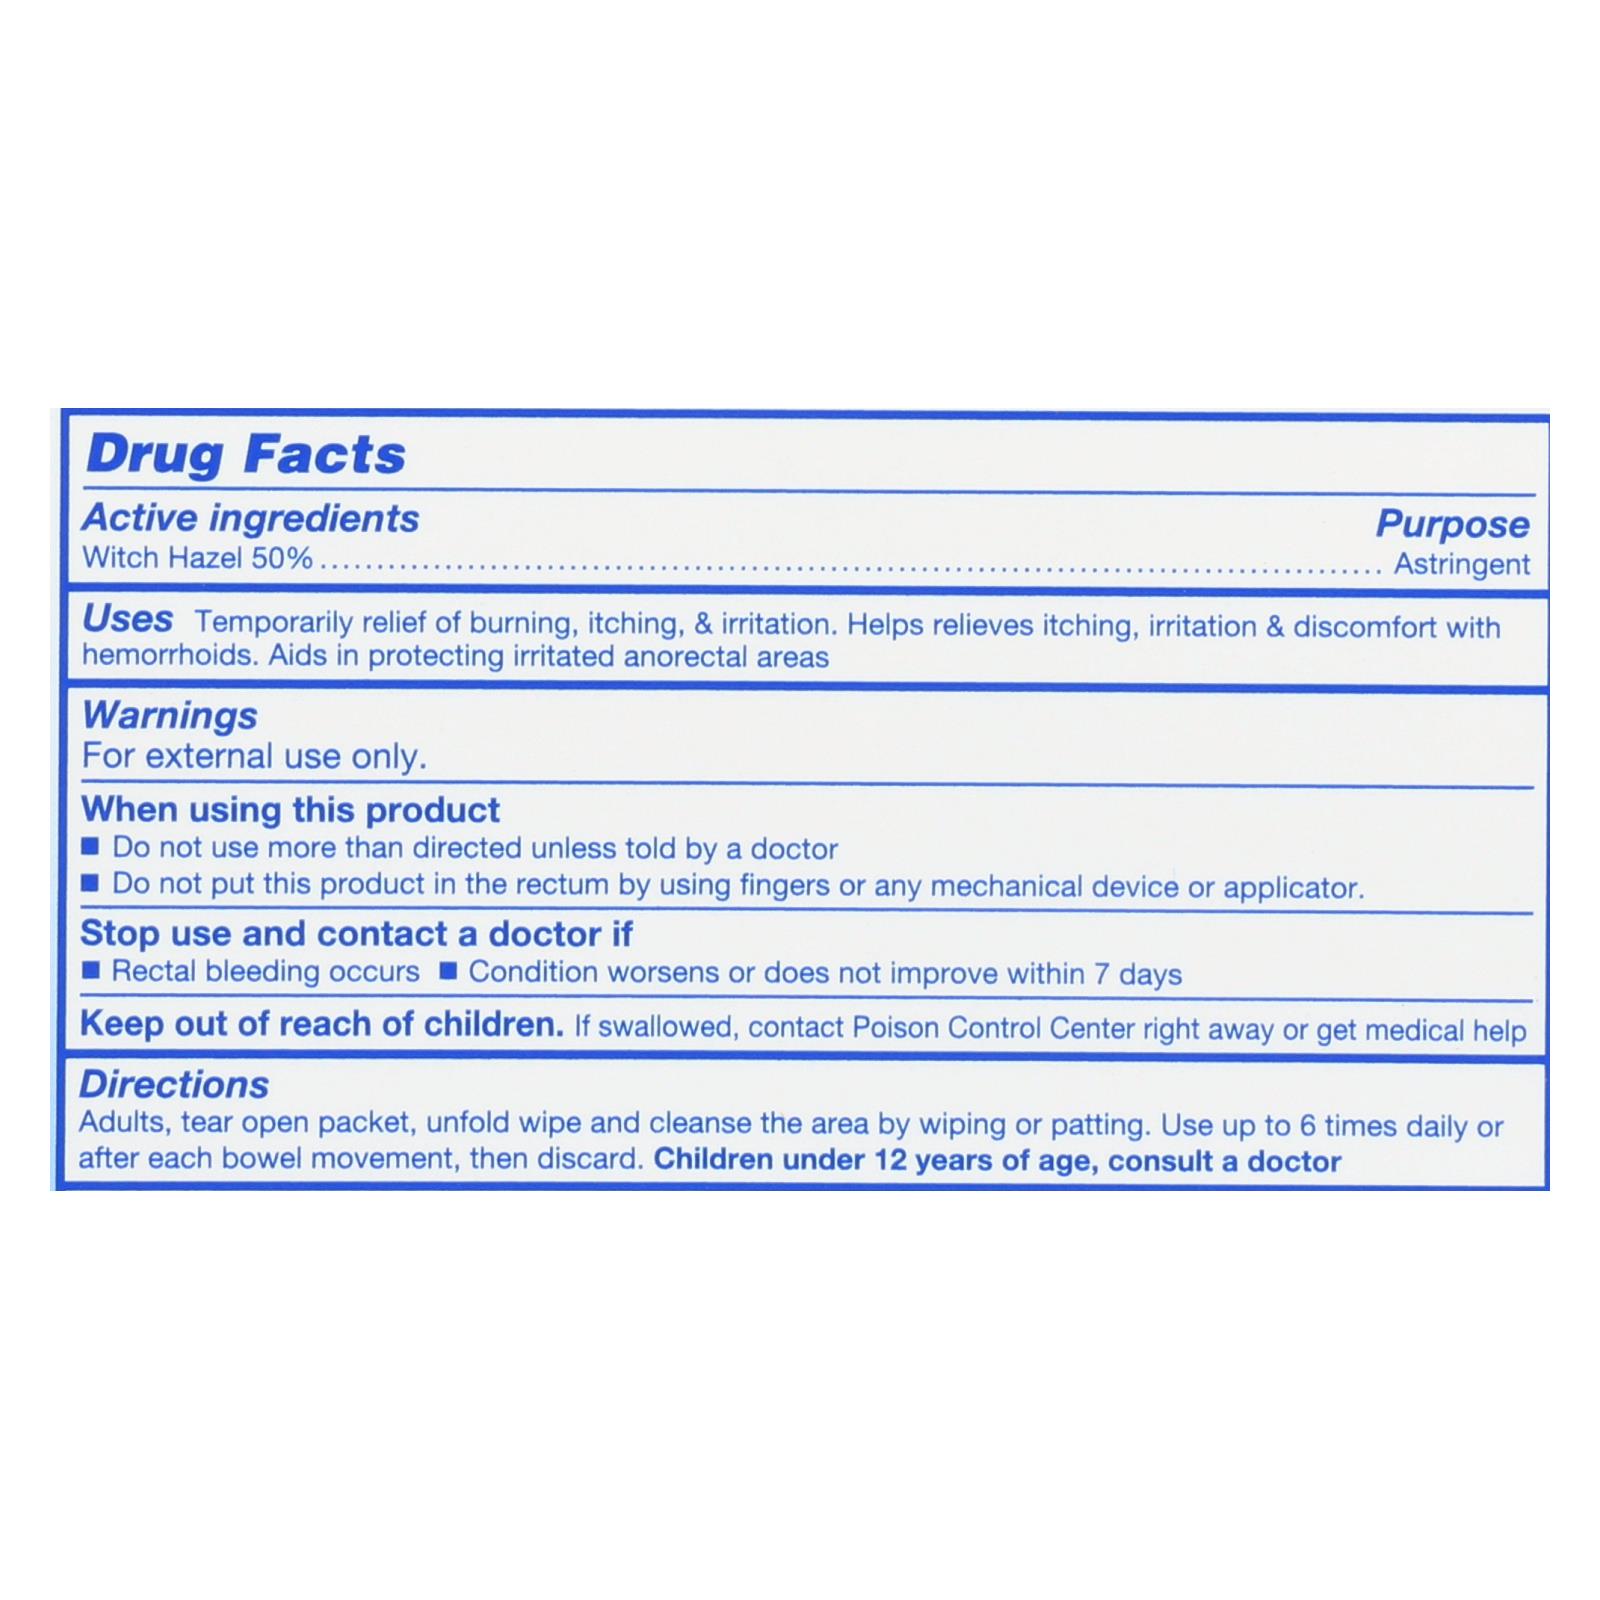 Drug Facts
Active ingredients Purpose
Witch Hazel 50%........................................................................................................................ Astringent
Uses Temporarily relief of burning, itching, & irritation. Helps relieves itching, irritation & discomfort with
hemorrhoids. Aids in protecting irritated anorectal areas
Warnings
For external use only.
When using this product
■ Do not use more than directed unless told by a doctor
■ Do not put this product in the rectum by using fingers or any mechanical device or applicator.
Stop use and contact a doctor if
■ Rectal bleeding occurs ■ Condition worsens or does not improve within 7 days
Keep out of reach of children. If swallowed, contact Poison Control Center right away or get medical help
Directions
Adults, tear open packet, unfold wipe and cleanse the area by wiping or patting. Use up to 6 times daily or
after each bowel movement, then discard. Children under 12 years of age, consult a doctor